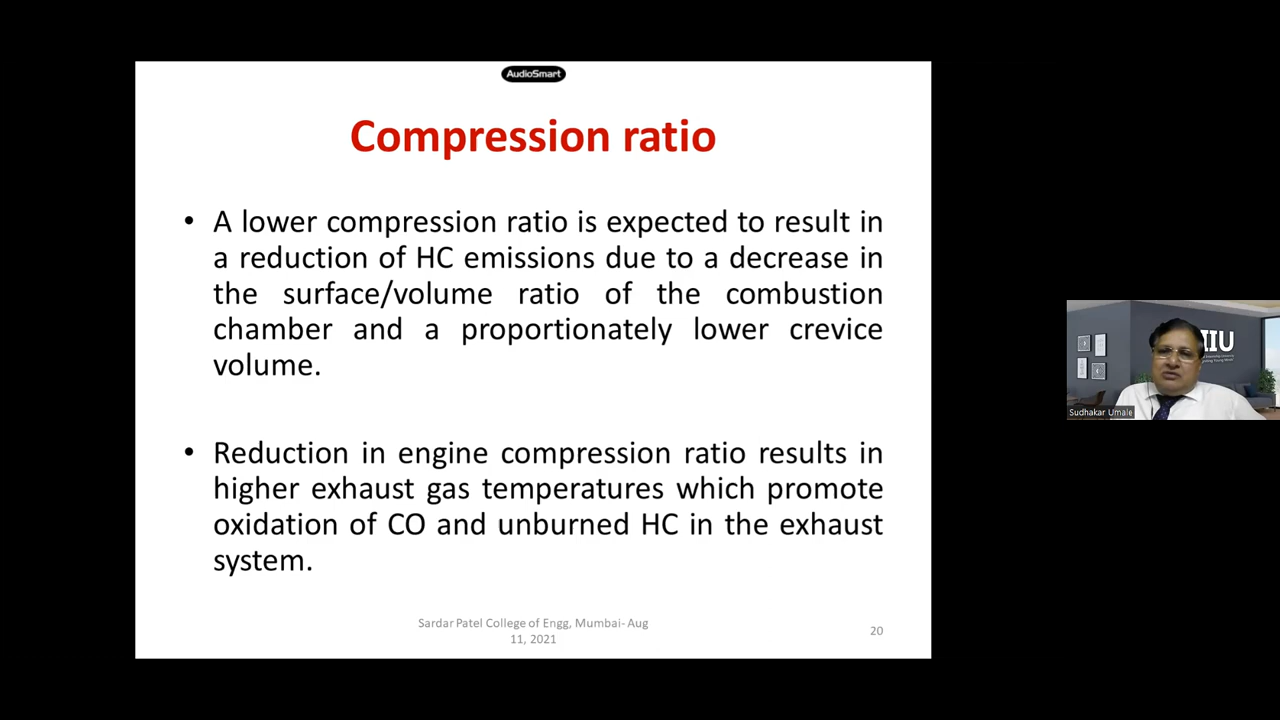 AudioSmart
Compression ratio
• A lower compression ratio is expected to result in
a reduction of HC emissions due to a decrease in
the surface/volume ratio of the combustion
chamber and a proportionately lower crevice
volume.
• Reduction in engine compression ratio results in
higher exhaust gas temperatures which promote
oxidation of CO and unburned HC in the exhaust
system.
Sardar Patel College of Engg, Mumbai- Aug
11, 2021
20
IIU
Sudhakar Umale